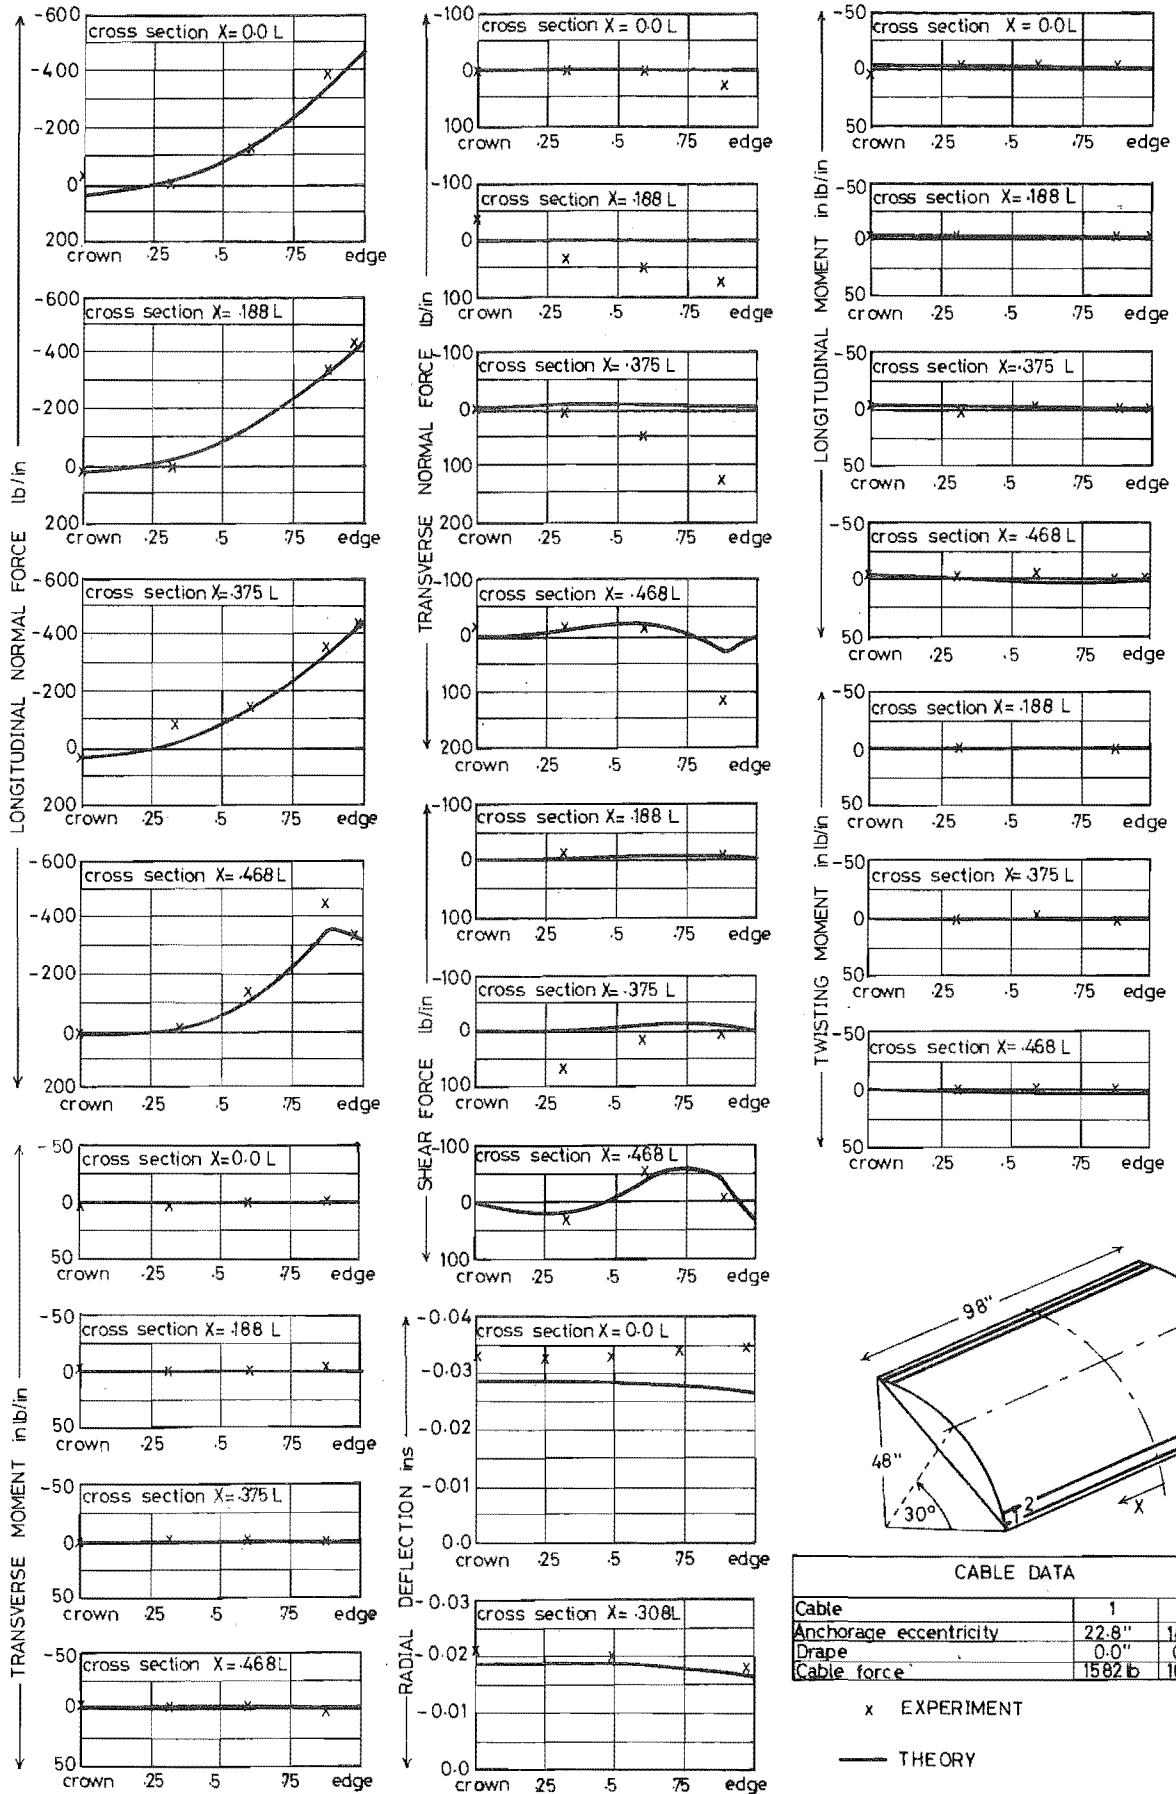 LONGITUDINAL NORMAL FORCE lb/in
-600
cross section X= 0·0 L
-400
-200
0
200
crown ·25 ·5 ·75 edge
-600
cross section X= ·188 L
-400
-200
0
200
crown ·25 ·5 ·75 edge
-600
cross section X=·375 L
-400
-200
0
200
crown ·25 ·5 ·75 edge
-600
cross section X= ·468 L
-400
-200
0
200
crown ·25 ·5 ·75 edge
TRANSVERSE MOMENT in lb/in
-50
cross section X=0·0 L
0
50
crown ·25 ·5 ·75 edge
-50
cross section X= ·188 L
0
50
crown ·25 ·5 ·75 edge
-50
cross section X=·375 L
0
50
crown ·25 ·5 ·75 edge
-50
cross section X= ·468L
0
50
crown ·25 ·5 ·75 edge
TRANSVERSE NORMAL FORCE lb/in
-100
cross section X = 0·0 L
0
100
crown ·25 ·5 ·75 edge
-100
cross section X= ·188 L
0
100
crown ·25 ·5 ·75 edge
-100
cross section X= ·375 L
0
100
200
crown ·25 ·5 ·75 edge
-100
cross section X= ·468L
0
100
200
crown ·25 ·5 ·75 edge
SHEAR FORCE lb/in
-100
cross section X= ·188 L
0
100
crown ·25 ·5 ·75 edge
-100
cross section X= ·375 L
0
100
crown ·25 ·5 ·75 edge
-100
cross section X= ·468 L
0
100
crown ·25 ·5 ·75 edge
RADIAL DEFLECTION ins
-0.04
cross section X = 0·0 L
-0.03
-0.02
-0.01
0.0
crown ·25 ·5 ·75 edge
-0.03
cross section X= ·308L
-0.02
-0.01
0.0
crown ·25 ·5 ·75 edge
LONGITUDINAL MOMENT in lb/in
-50
cross section X = 0·0L
0
50
crown ·25 ·5 ·75 edge
-50
cross section X= ·188 L
0
50
crown ·25 ·5 ·75 edge
-50
cross section X=·375 L
0
50
crown ·25 ·5 ·75 edge
-50
cross section X= ·468 L
0
50
crown ·25 ·5 ·75 edge
TWISTING MOMENT in lb/in
-50
cross section X=·188 L
0
50
crown ·25 ·5 ·75 edge
-50
cross section X= ·375 L
0
50
crown ·25 ·5 ·75 edge
-50
cross section X= ·468 L
0
50
crown ·25 ·5 ·75 edge
98"
48"
30°
2
1
X
CABLE DATA
Cable 1
Anchorage eccentricity 22.8"
Drape 0.0"
Cable force 1582 lb
x EXPERIMENT
THEORY